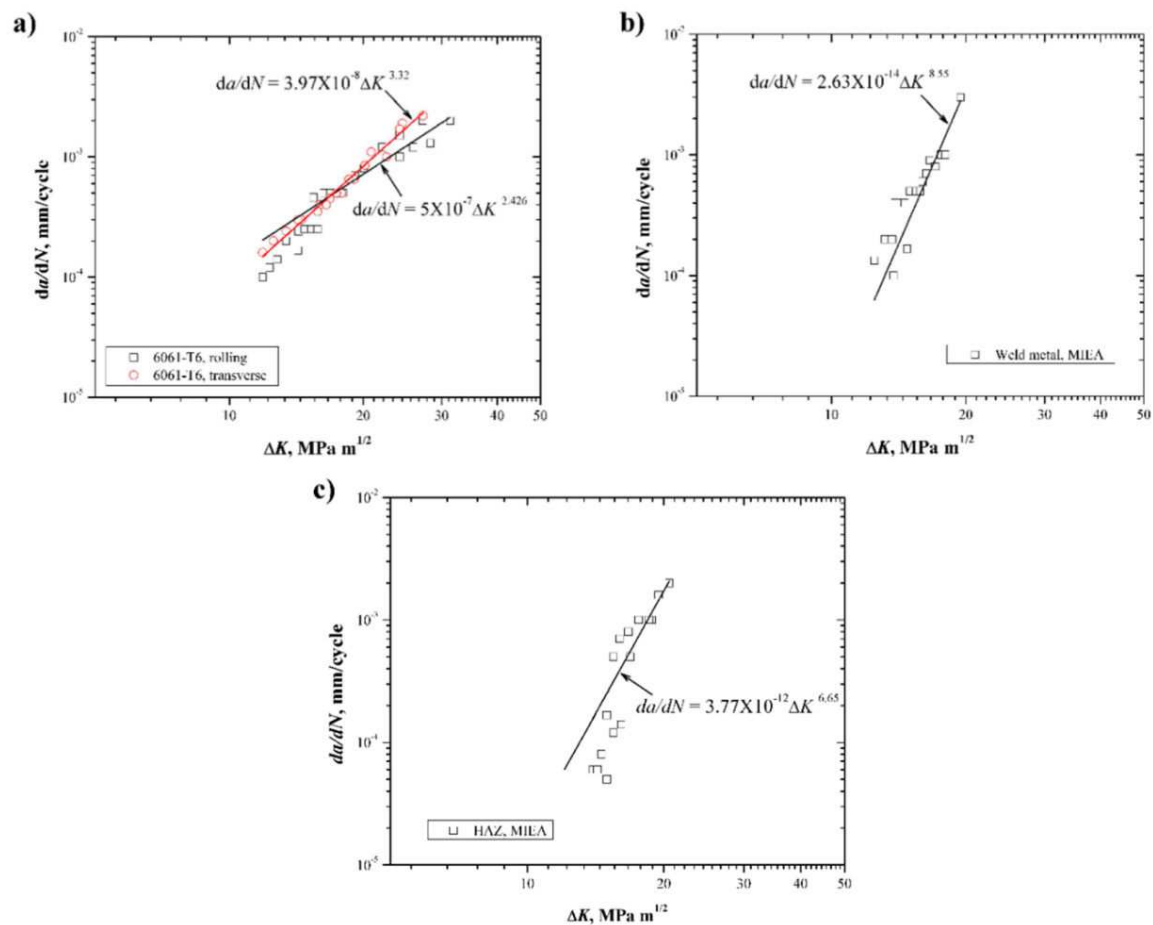 a)
da/dN, mm/cycle
10⁻²
10⁻³
10⁻⁴
10⁻⁵
da/dN = 3.97X10⁻⁸ΔK ³·³²
da/dN = 5X10⁻⁷ΔK ²·⁴²⁶
6061-T6, rolling
6061-T6, transverse
10 20 30 40 50
ΔK, MPa m¹/²
b)
da/dN, mm/cycle
10⁻²
10⁻³
10⁻⁴
10⁻⁵
da/dN = 2.63X10⁻¹⁴ΔK ⁸·⁵⁵
Weld metal, MIEA
10 20 30 40 50
ΔK, MPa m¹/²
c)
da/dN, mm/cycle
10⁻²
10⁻³
10⁻⁴
10⁻⁵
da/dN = 3.77X10⁻¹²ΔK ⁶·⁶⁵
HAZ, MIEA
10 20 30 40 50
ΔK, MPa m¹/²